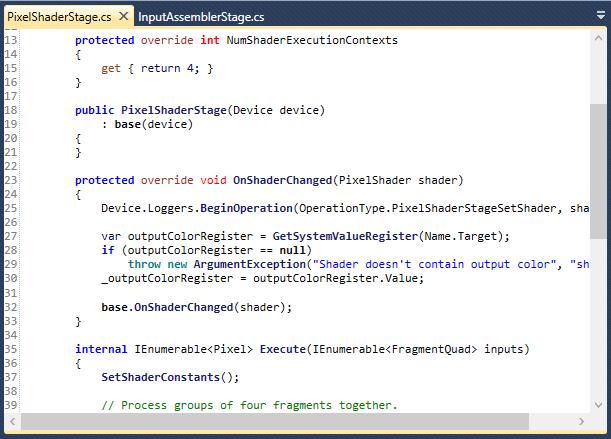 PixelShaderStage.cs InputAssemblerStage.cs
13 protected override int NumShaderExecutionContexts
14 {
15 get { return 4; }
16 }
17
18 public PixelShaderStage(Device device)
19 : base(device)
20 {
21 }
22
23 protected override void OnShaderChanged(PixelShader shader)
24 {
25 Device.Loggers.BeginOperation(OperationType.PixelShaderStageSetShader, sha
26
27 var outputColorRegister = GetSystemValueRegister(Name.Target);
28 if (outputColorRegister == null)
29 throw new ArgumentException("Shader doesn't contain output color", "sh
30 _outputColorRegister = outputColorRegister.Value;
31
32 base.OnShaderChanged(shader);
33 }
34
35 internal IEnumerable<Pixel> Execute(IEnumerable<FragmentQuad> inputs)
36 {
37 SetShaderConstants();
38
39 // Process groups of four fragments together.